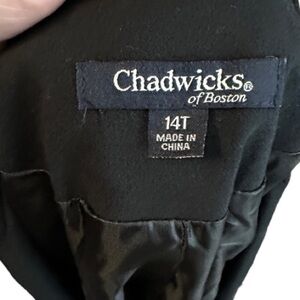 Chadwicks®
of Boston
14T
MADE IN
CHINA